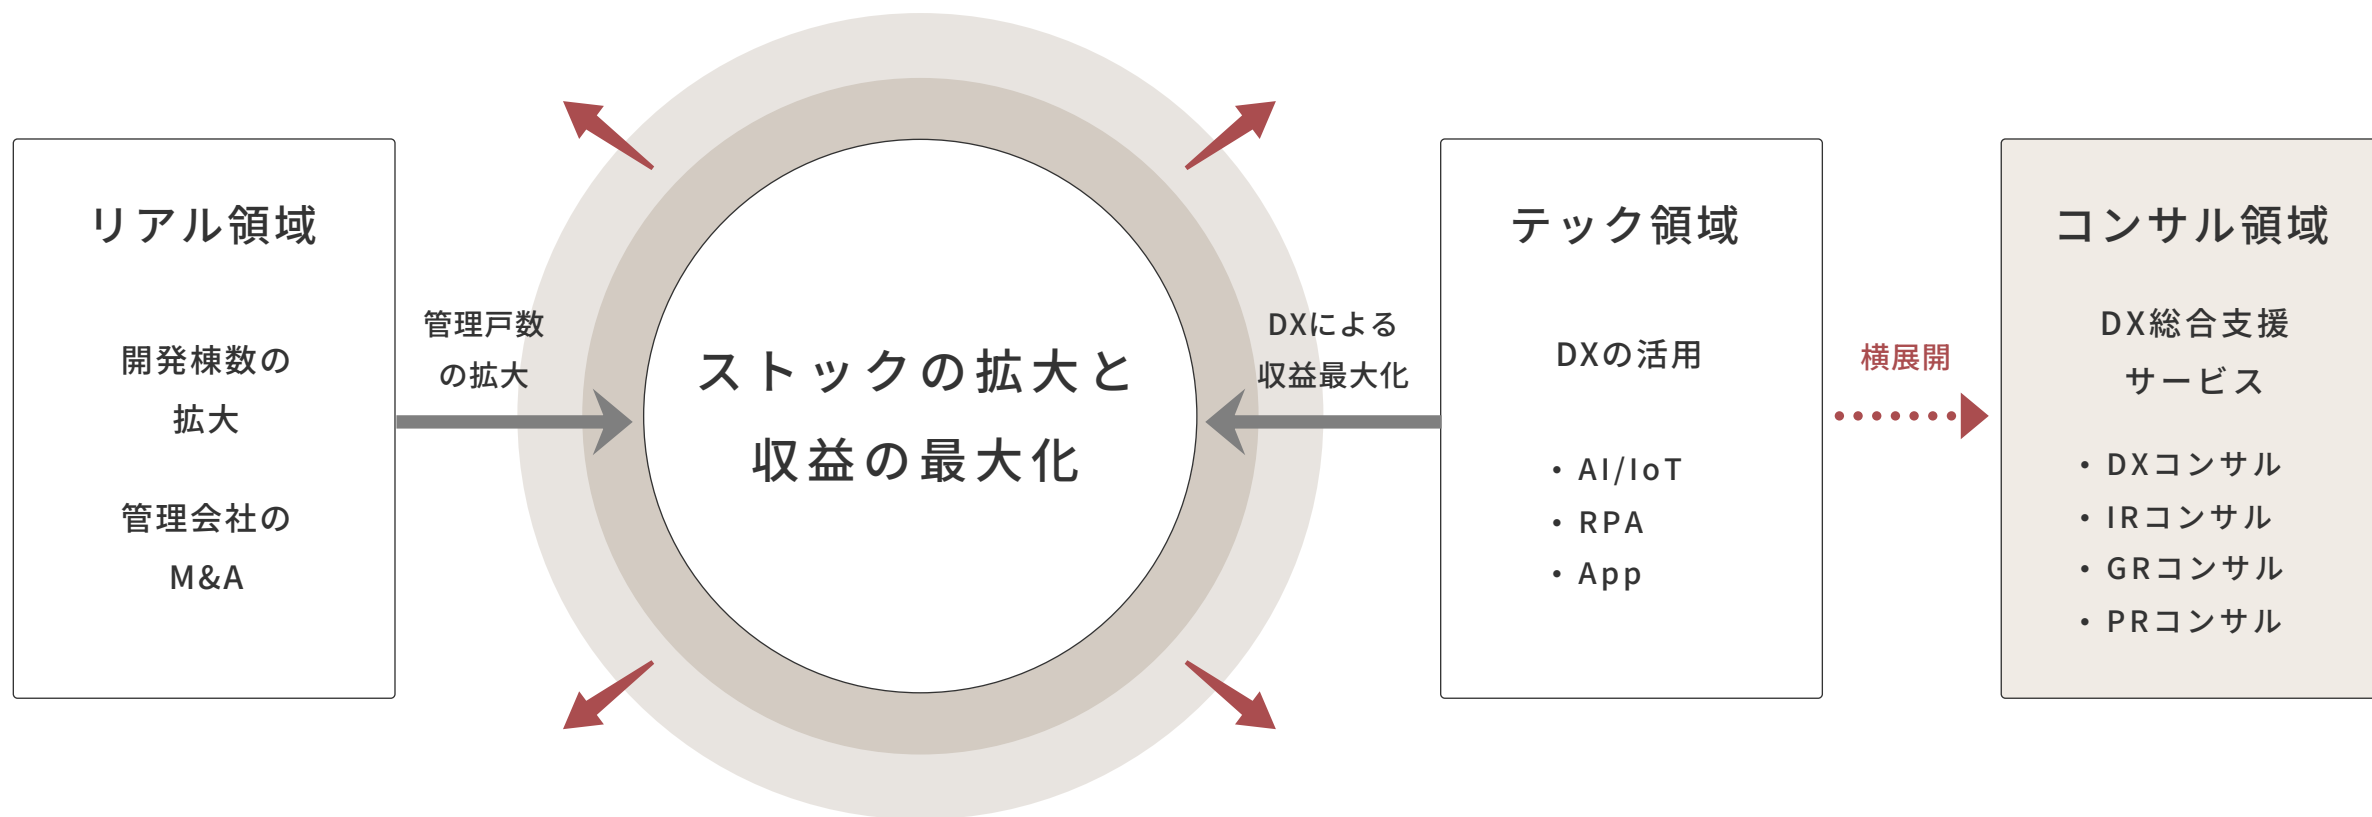 リアル領域
開発棟数の
拡大
管理会社の
M&A
管理戸数
の拡大
ストックの拡大と
収益の最大化
DXによる
収益最大化
テック領域
DXの活用
・AI/IoT
・RPA
・App
横展開
コンサル領域
DX総合支援
サービス
・DXコンサル
・IRコンサル
・GRコンサル
・PRコンサル